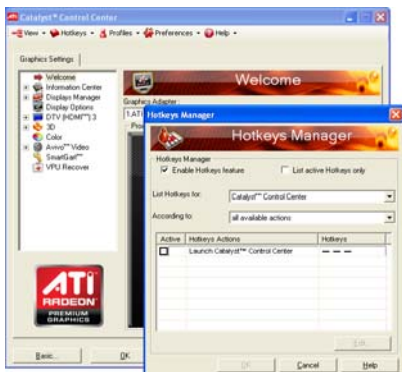 Catalyst™ Control Center
View Hotkeys Profiles Preferences Help
Graphics Settings
Welcome
Information Center
Displays Manager
Display Options
DTV (HDMI™) 3
3D
Color
Avivo™ Video
SmartGart™
VPU Recover
Welcome
Graphics Adapter:
Hotkeys Manager
Hotkeys Manager
Hotkeys Manager
Enable Hotkeys feature
List active Hotkeys only
List Hotkeys for:
Catalyst™ Control Center
According to:
all available actions
Active Hotkeys Actions Hotkeys
Launch Catalyst™ Control Center
ATI
RADEON
PREMIUM
GRAPHICS
Basic...
OK
Edit...
OK
Cancel
Help